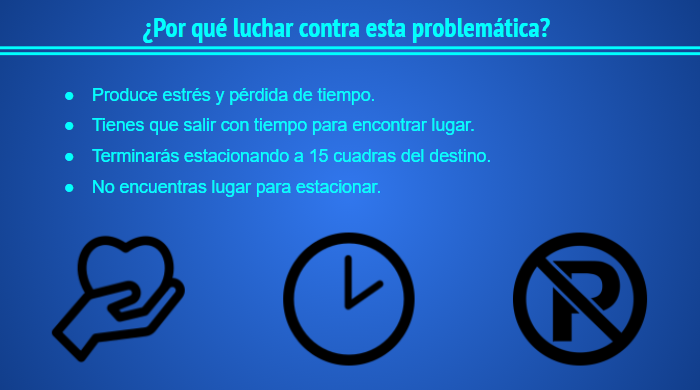 ¿Por qué luchar contra esta problemática?
● Produce estrés y pérdida de tiempo.
● Tienes que salir con tiempo para encontrar lugar.
● Terminarás estacionando a 15 cuadras del destino.
● No encuentras lugar para estacionar.
P